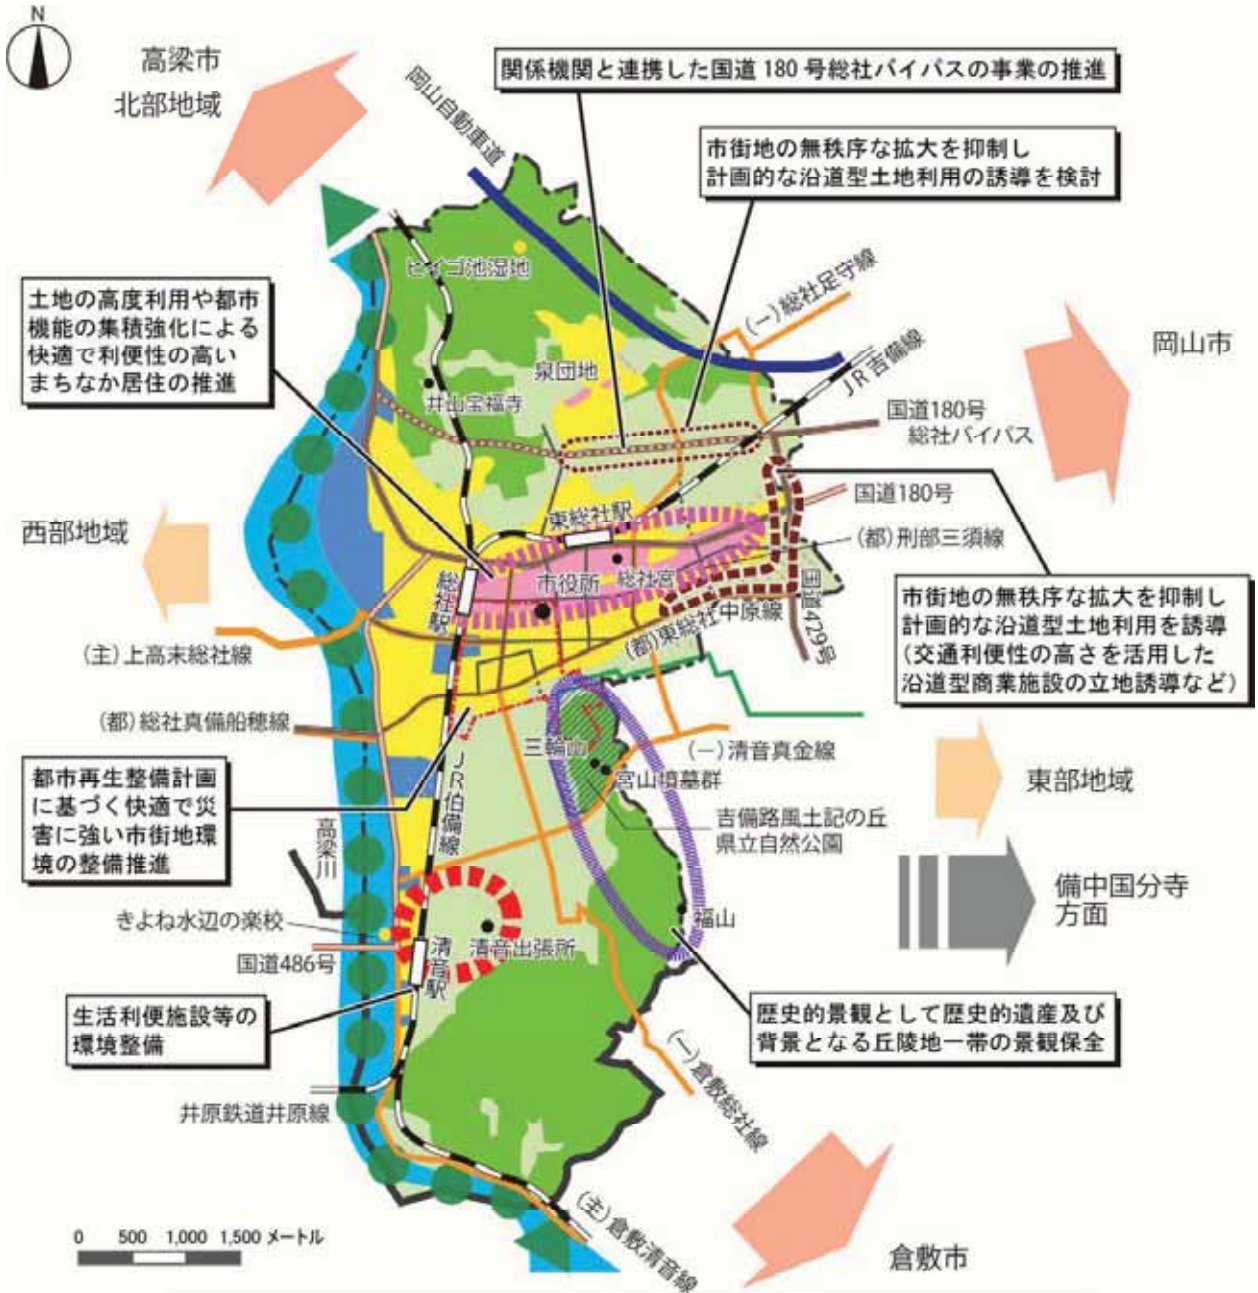 N
高梁市
北部地域
岡山自動車道
関係機関と連携した国道180号総社バイパスの事業の推進
市街地の無秩序な拡大を抑制し
計画的な沿道型土地利用の誘導を検討
ヒイゴ池湿地
(一)総社足守線
土地の高度利用や都市
機能の集積強化による
快適で利便性の高い
まちなか居住の推進
岡山市
JR吉備線
泉団地
井山宝福寺
国道180号
総社バイパス
国道180号
東総社駅
西部地域
(都)刑部三須線
総社駅
市役所
総社宮
国道429号
市街地の無秩序な拡大を抑制し
計画的な沿道型土地利用を誘導
(交通利便性の高さを活用した
沿道型商業施設の立地誘導など)
(都)東総社中原線
(主)上高末総社線
(都)総社真備船穂線
三輪山
(一)清音真金線
宮山墳墓群
東部地域
都市再生整備計画
に基づく快適で災
害に強い市街地環
境の整備推進
JR伯備線
吉備路風土記の丘
県立自然公園
高梁川
備中国分寺
方面
きよね水辺の楽校
福山
清音出張所
国道486号
清音駅
生活利便施設等の
環境整備
歴史的景観として歴史的遺産及び
背景となる丘陵地一帯の景観保全
(一)倉敷総社線
井原鉄道井原線
(主)倉敷清音線
0 500 1,000 1,500 メートル
倉敷市